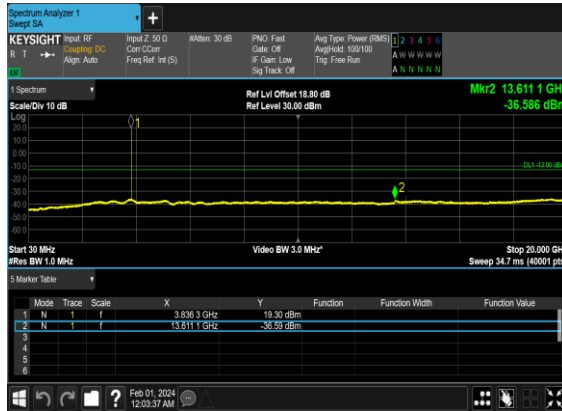 Spectrum Analyzer 1
Swept SA
+
KEYSIGHT Input: RF Input Z: 50 Ω #Atten: 30 dB PNO: Fast Avg Type: Power (RMS) 1 2 3 4 5 6
R T Coupling: DC Corr CCorr Gate: Off Avg|Hold: 100/100 A W W W W W
Align: Auto Freq Ref: Int (S) IF Gain: Low Trig: Free Run
Sig Track: Off A N N N N N
1 Spectrum Ref Lvl Offset 18.80 dB Mkr2 13.611 1 GHz
Scale/Div 10 dB Ref Level 30.00 dBm -36.586 dBm
Log
20.0 1
10.0
0.00
-10.0 DL1 -13.00 dBm
-20.0
-30.0 2
-40.0
-50.0
-60.0
Start 30 MHz Video BW 3.0 MHz* Stop 20.000 GHz
#Res BW 1.0 MHz Sweep 34.7 ms (40001 pts)
5 Marker Table
Mode Trace Scale X Y Function Function Width Function Value
1 N 1 f 3.836 3 GHz 19.30 dBm
2 N 1 f 13.611 1 GHz -36.59 dBm
3
4
5
6
? Feb 01, 2024
12:03:37 AM